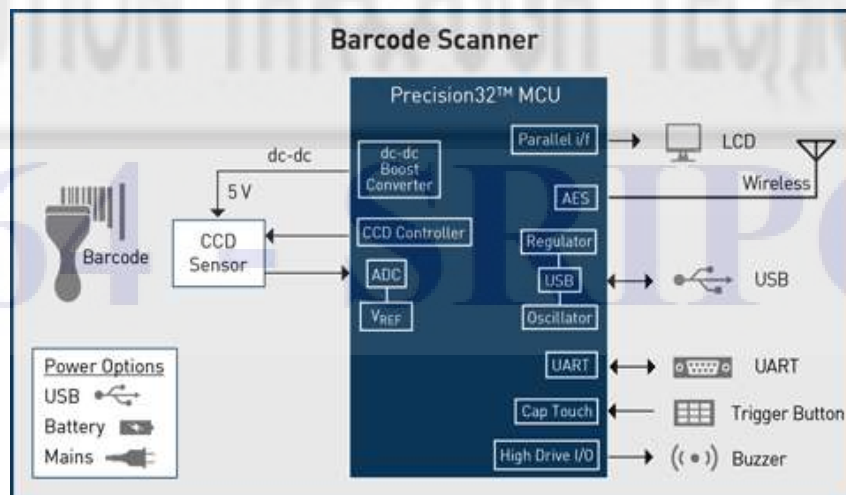 Barcode Scanner
Precision32™ MCU
Parallel i/f
LCD
dc-dc
dc-dc
Boost
Converter
5 V
AES
Wireless
Barcode
CCD
Sensor
CCD Controller
Regulator
ADC
USB
USB
VREF
Oscillator
Power Options
USB
Battery
Mains
UART
UART
Cap Touch
Trigger Button
High Drive I/O
Buzzer